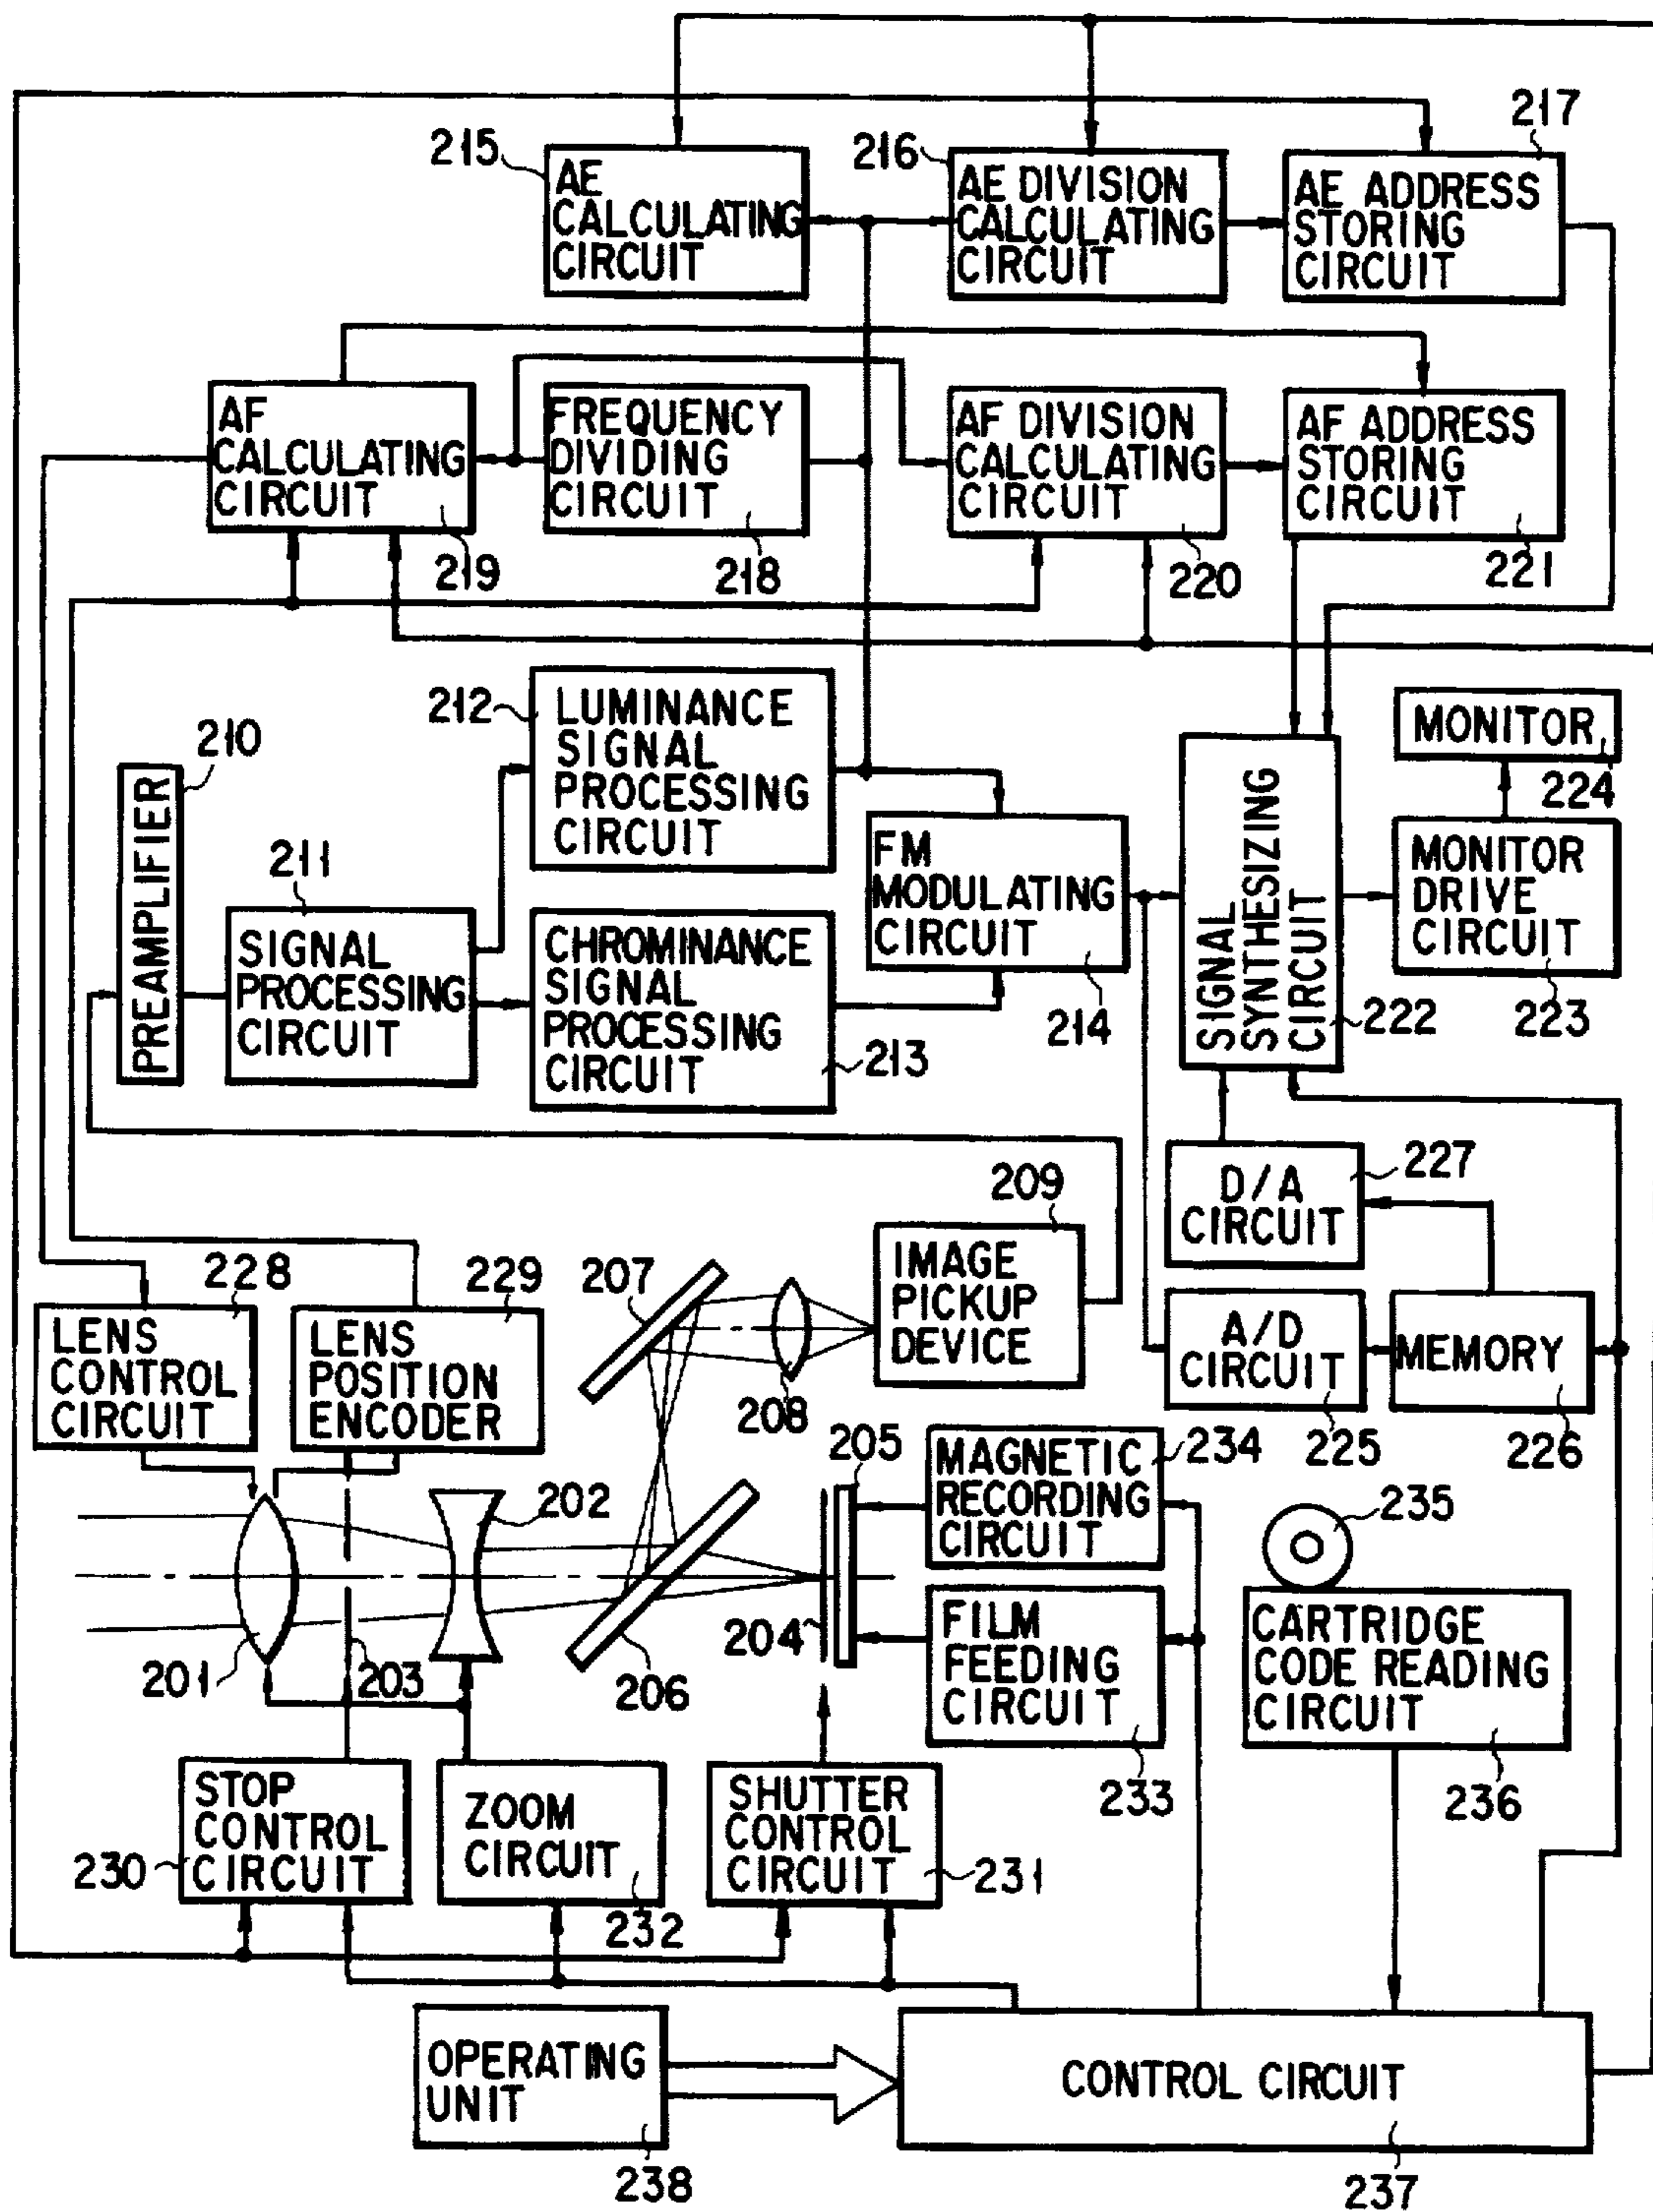 217
215
216
AE
CALCULATING
CIRCUIT
AE DIVISION
CALCULATING
CIRCUIT
AE ADDRESS
STORING
CIRCUIT
AF
CALCULATING
CIRCUIT
FREQUENCY
DIVIDING
CIRCUIT
AF DIVISION
CALCULATING
CIRCUIT
AF ADDRESS
STORING
CIRCUIT
219
218
220
221
212
LUMINANCE
SIGNAL
PROCESSING
CIRCUIT
MONITOR
224
210
PREAMPLIFIER
211
SIGNAL
PROCESSING
CIRCUIT
CHROMINANCE
SIGNAL
PROCESSING
CIRCUIT
213
FM
MODULATING
CIRCUIT
214
SIGNAL
SYNTHESIZING
CIRCUIT
222
MONITOR
DRIVE
CIRCUIT
223
D/A
CIRCUIT
227
209
IMAGE
PICKUP
DEVICE
228
LENS
CONTROL
CIRCUIT
229
LENS
POSITION
ENCODER
207
208
A/D
CIRCUIT
225
MEMORY
226
202
205
MAGNETIC
RECORDING
CIRCUIT
234
235
201
203
206
204
FILM
FEEDING
CIRCUIT
233
CARTRIDGE
CODE READING
CIRCUIT
236
STOP
CONTROL
CIRCUIT
230
ZOOM
CIRCUIT
232
SHUTTER
CONTROL
CIRCUIT
231
OPERATING
UNIT
238
CONTROL CIRCUIT
237